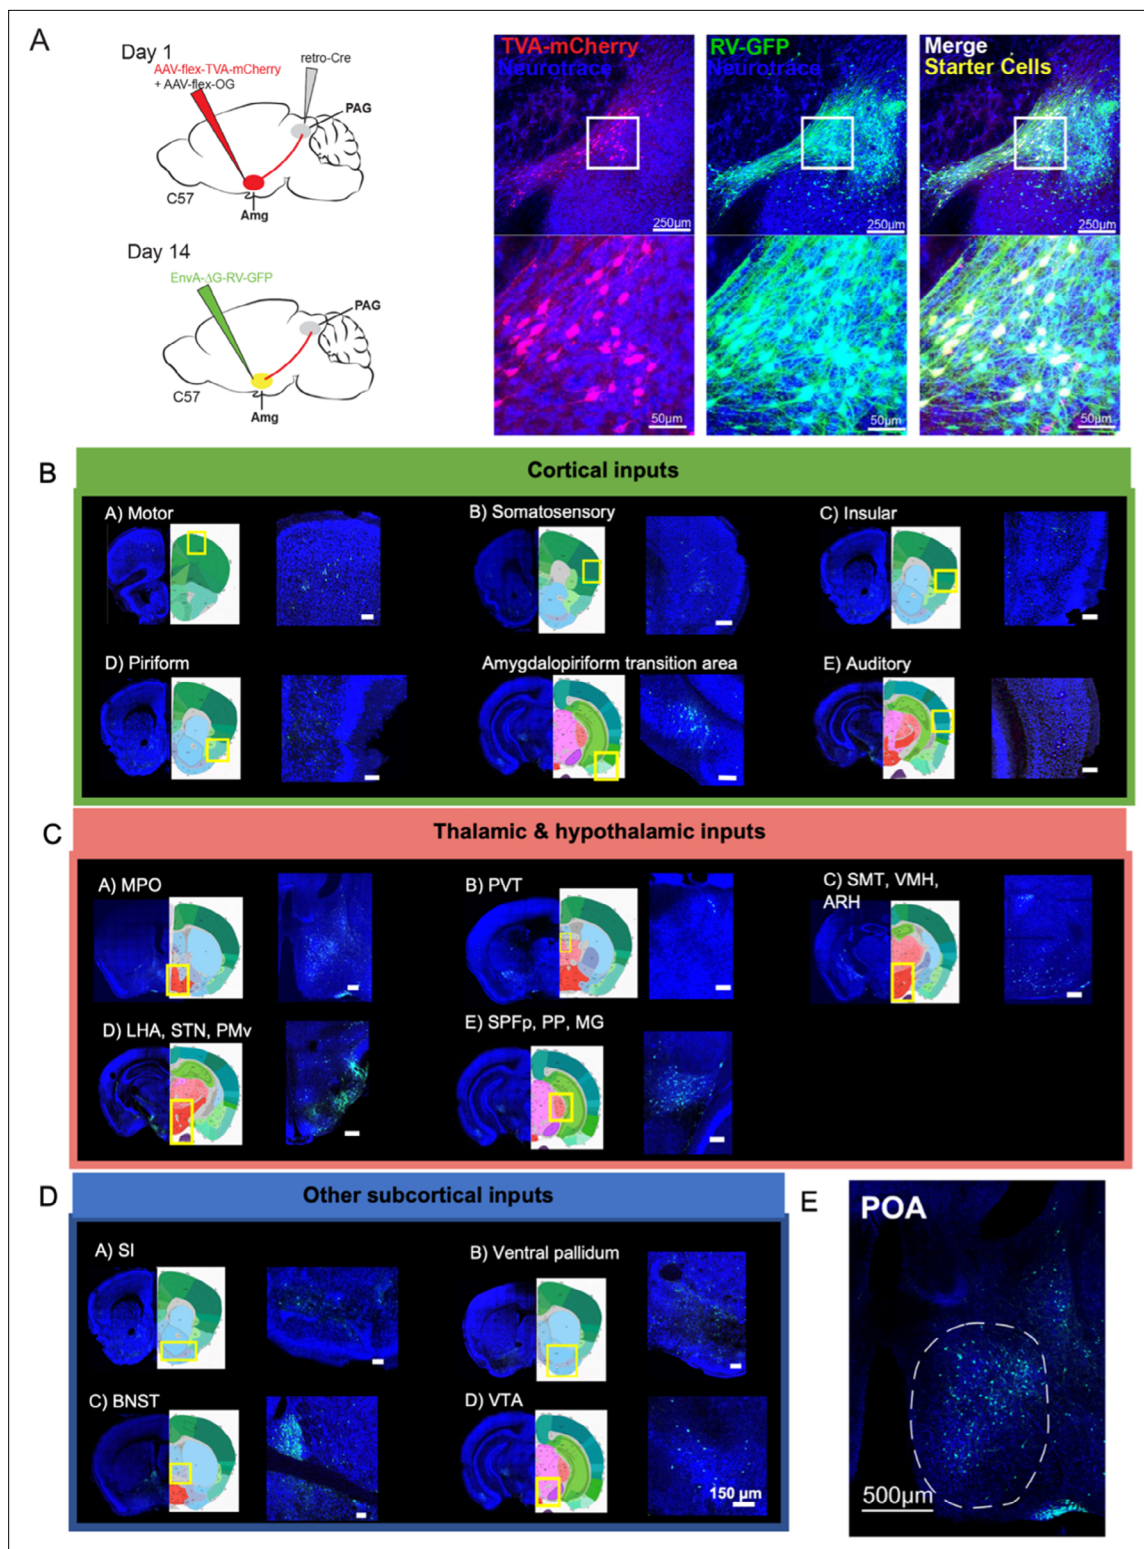 A
Day 1
AAV-flex-TVA-mCherry
+ AAV-flex-OG
retro-Cre
PAG
C57
Amg
Day 14
EnvA-ΔG-RV-GFP
PAG
C57
Amg
TVA-mCherry
Neurotrace
RV-GFP
Neurotrace
Merge
Starter Cells
250µm
250µm
250µm
50µm
50µm
50µm
B
Cortical inputs
A) Motor
B) Somatosensory
C) Insular
D) Piriform
Amygdalopiriform transition area
E) Auditory
C
Thalamic & hypothalamic inputs
A) MPO
B) PVT
C) SMT, VMH,
ARH
D) LHA, STN, PMv
E) SPFp, PP, MG
D
Other subcortical inputs
A) SI
B) Ventral pallidum
C) BNST
D) VTA
150 µm
E
POA
500µm